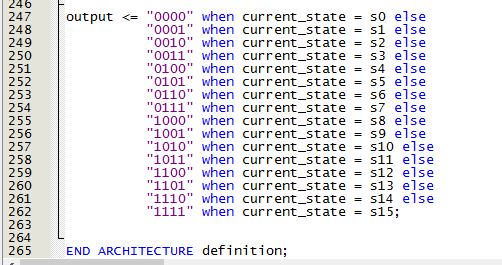 246
247 output <= "0000" when current_state = s0 else
248 "0001" when current_state = s1 else
249 "0010" when current_state = s2 else
250 "0011" when current_state = s3 else
251 "0100" when current_state = s4 else
252 "0101" when current_state = s5 else
253 "0110" when current_state = s6 else
254 "0111" when current_state = s7 else
255 "1000" when current_state = s8 else
256 "1001" when current_state = s9 else
257 "1010" when current_state = s10 else
258 "1011" when current_state = s11 else
259 "1100" when current_state = s12 else
260 "1101" when current_state = s13 else
261 "1110" when current_state = s14 else
262 "1111" when current_state = s15;
263
264
265 END ARCHITECTURE definition;